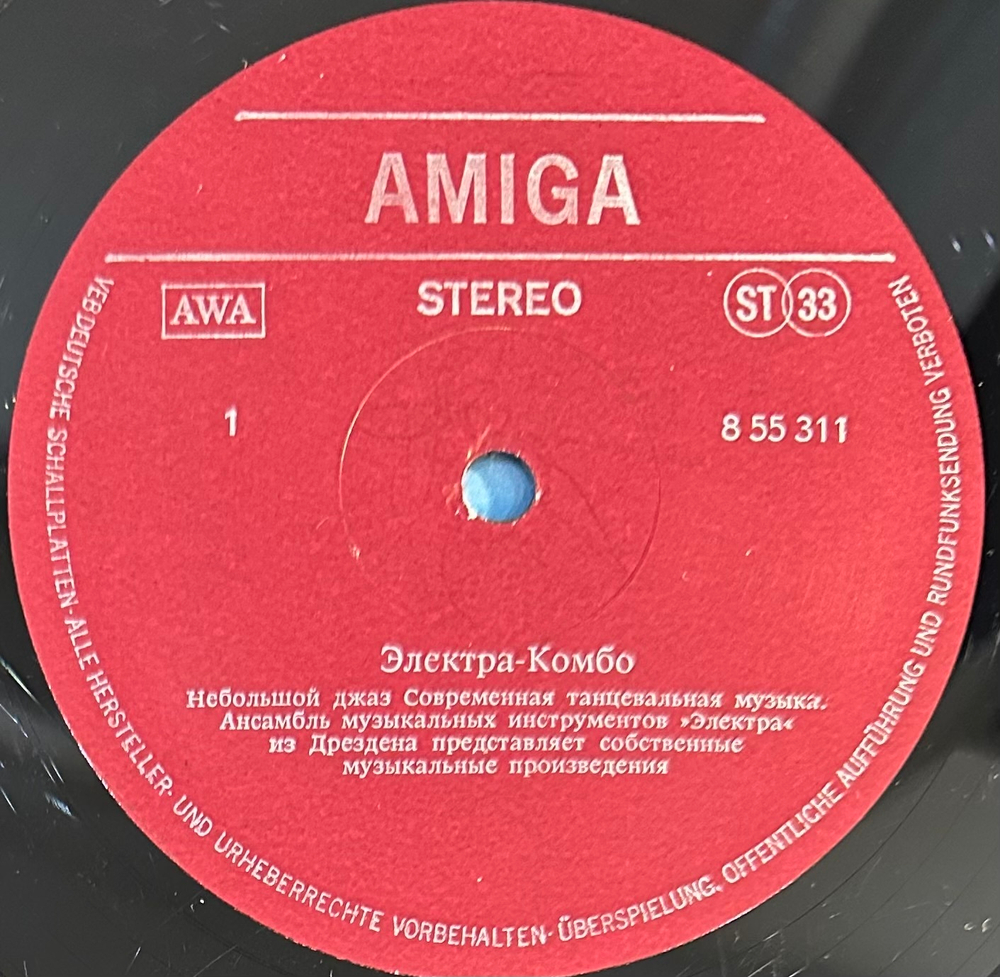 AMIGA
AWA
STEREO
ST 33
1
8 55 311
Электра-Комбо
Небольшой джаз Современная танцевальная музыка.
Ансамбль музыкальных инструментов »Электра«
из Дрездена представляет собственные
музыкальные произведения
VEB DEUTSCHE SCHALLPLATTEN · ALLE HERSTELLER- UND URHEBERRECHTE VORBEHALTEN · ÜBERSPIELUNG, ÖFFENTLICHE AUFFÜHRUNG UND RUNDFUNKSENDUNG VERBOTEN